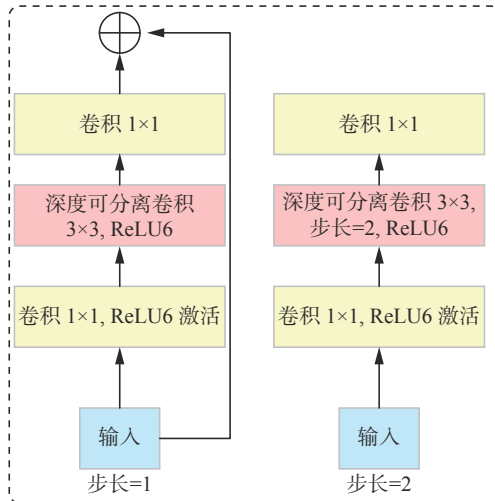 卷积 1×1
深度可分离卷积
3×3, ReLU6
卷积 1×1, ReLU6 激活
输入
步长=1
卷积 1×1
深度可分离卷积 3×3,
步长=2, ReLU6
卷积 1×1, ReLU6 激活
输入
步长=2